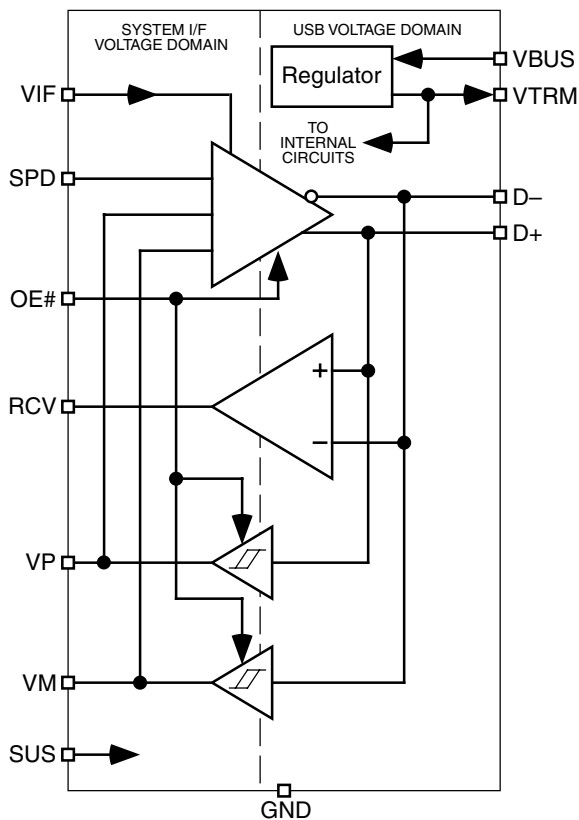 SYSTEM I/F
VOLTAGE DOMAIN
USB VOLTAGE DOMAIN
Regulator
VBUS
VIF
VTRM
TO
INTERNAL
CIRCUITS
SPD
D–
D+
OE#
+
RCV
–
VP
VM
SUS
GND